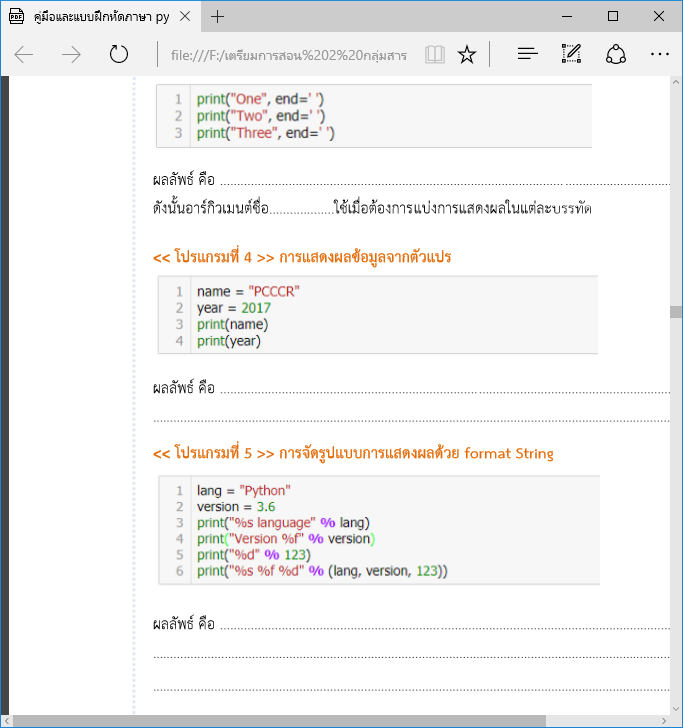 คู่มือและแบบฝึกหัดภาษา py
file:///F:/เตรียมการสอน%202%20กลุ่มสาร
1 print("One", end=' ')
2 print("Two", end=' ')
3 print("Three", end=' ')
ผลลัพธ์ คือ ........................................................................................................
ดังนั้นอาร์กิวเมนต์ชื่อ..................ใช้เมื่อต้องการแบ่งการแสดงผลในแต่ละบรรทัด
<< โปรแกรมที่ 4 >> การแสดงผลข้อมูลจากตัวแปร
1 name = "PCCCR"
2 year = 2017
3 print(name)
4 print(year)
ผลลัพธ์ คือ ........................................................................................................
........................................................................................................................
<< โปรแกรมที่ 5 >> การจัดรูปแบบการแสดงผลด้วย format String
1 lang = "Python"
2 version = 3.6
3 print("%s language" % lang)
4 print("Version %f" % version)
5 print("%d" % 123)
6 print("%s %f %d" % (lang, version, 123))
ผลลัพธ์ คือ ........................................................................................................
........................................................................................................................
........................................................................................................................